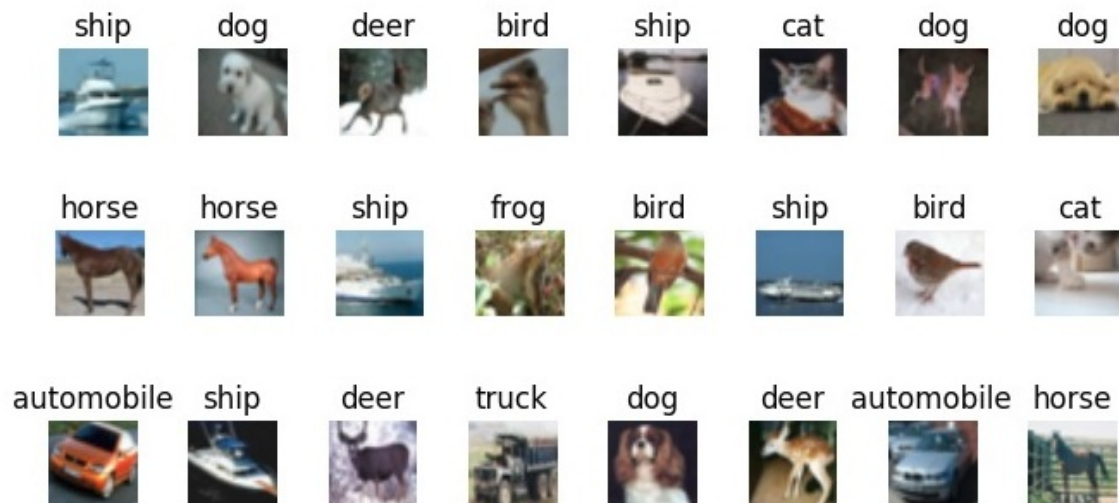 ship dog deer bird ship cat dog dog
horse horse ship frog bird ship bird cat
automobile ship deer truck dog deer automobile horse